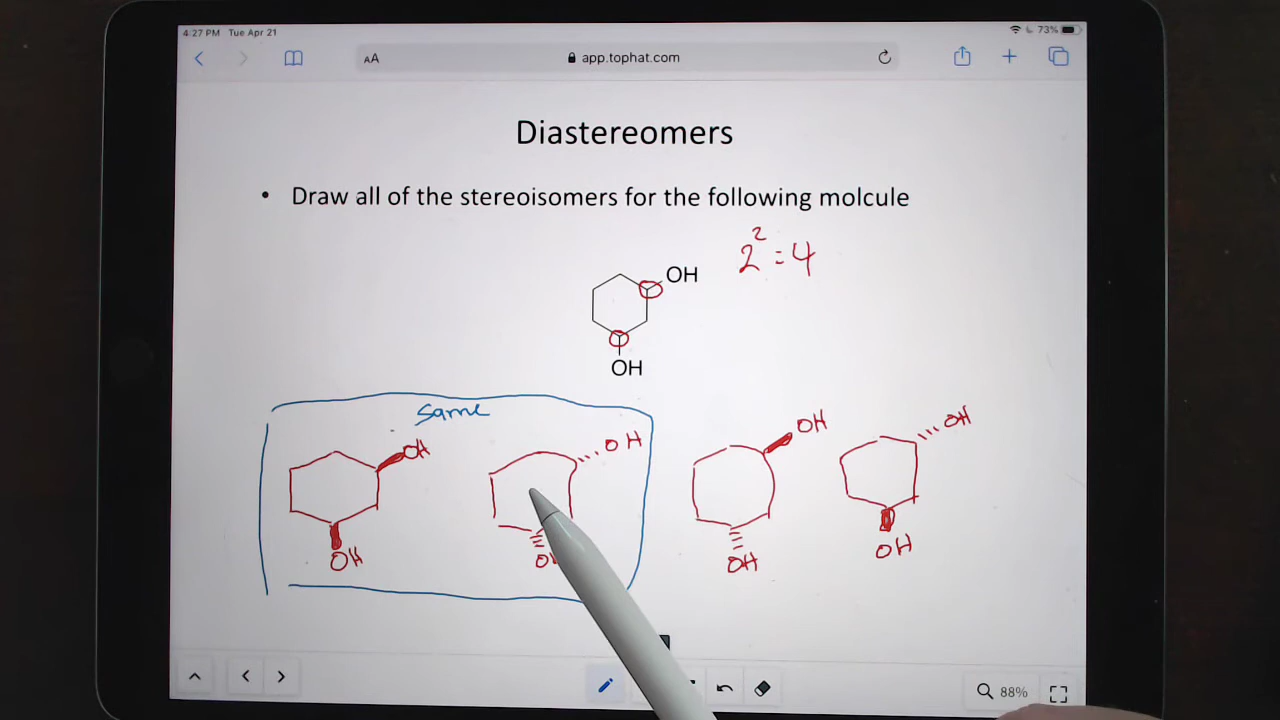 4:27 PM Tue Apr 21
73%
AA
app.tophat.com
Diastereomers
• Draw all of the stereoisomers for the following molcule
2² = 4
OH
OH
same
OH
OH
OH
OH
OH
OH
OH
88%